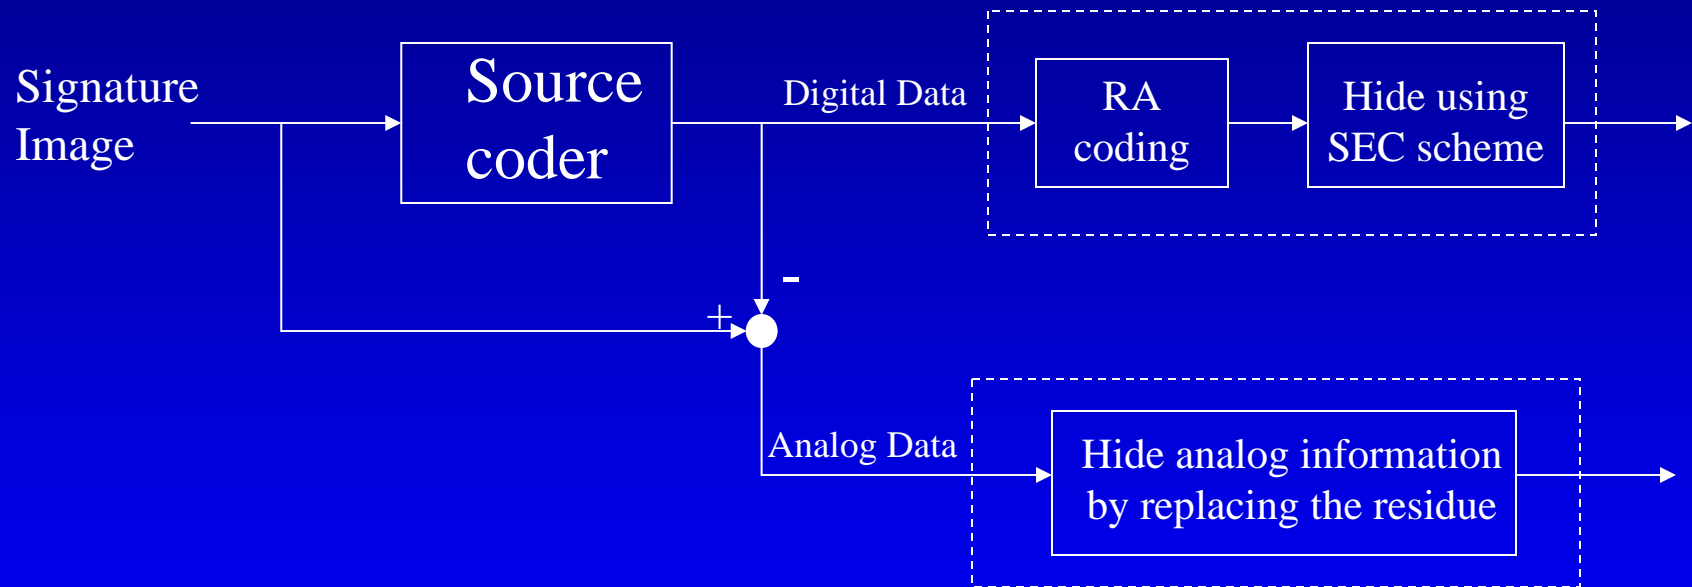 Signature
Image
Source
coder
Digital Data
RA
coding
Hide using
SEC scheme
-
+
Analog Data
Hide analog information
by replacing the residue